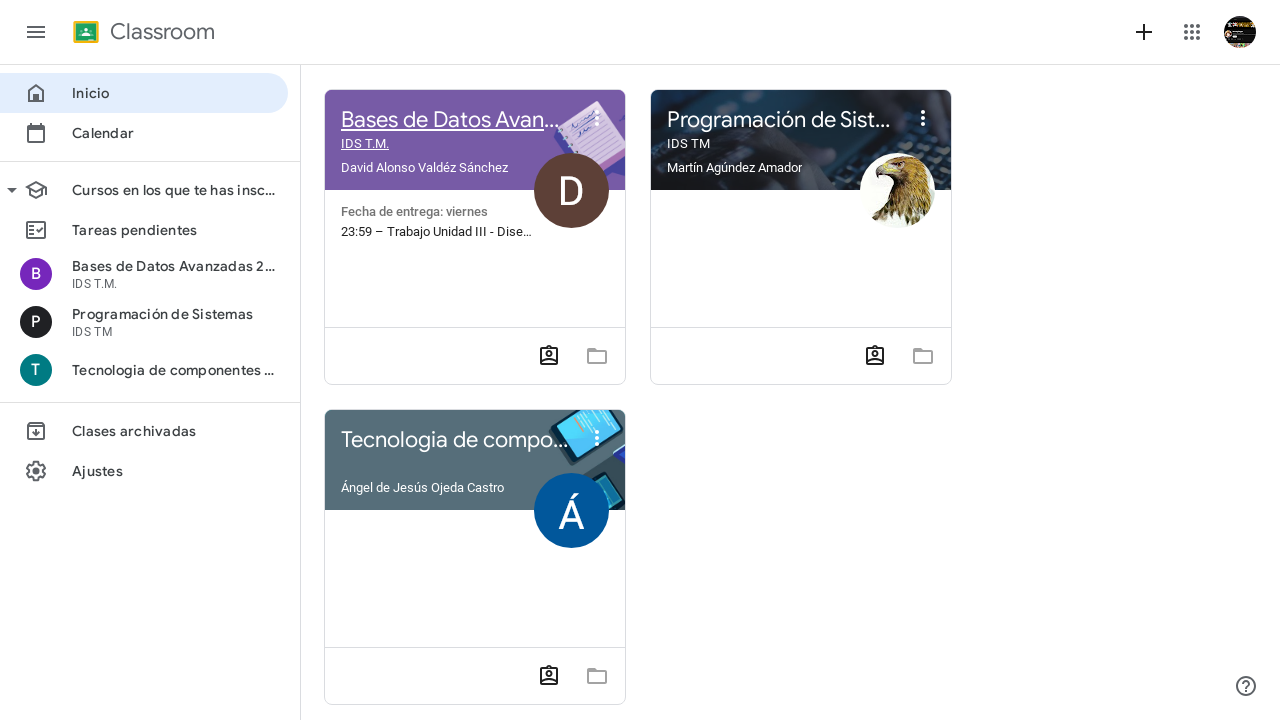 Classroom
Inicio
Calendar
Cursos en los que te has insc...
Tareas pendientes
B
Bases de Datos Avanzadas 2...
IDS T.M.
P
Programación de Sistemas
IDS TM
T
Tecnologia de componentes ...
Clases archivadas
Ajustes
Bases de Datos Avan...
IDS T.M.
David Alonso Valdéz Sánchez
D
Fecha de entrega: viernes
23:59 – Trabajo Unidad III - Dise...
Programación de Sist...
IDS TM
Martín Agúndez Amador
Tecnologia de compo...
Ángel de Jesús Ojeda Castro
Á